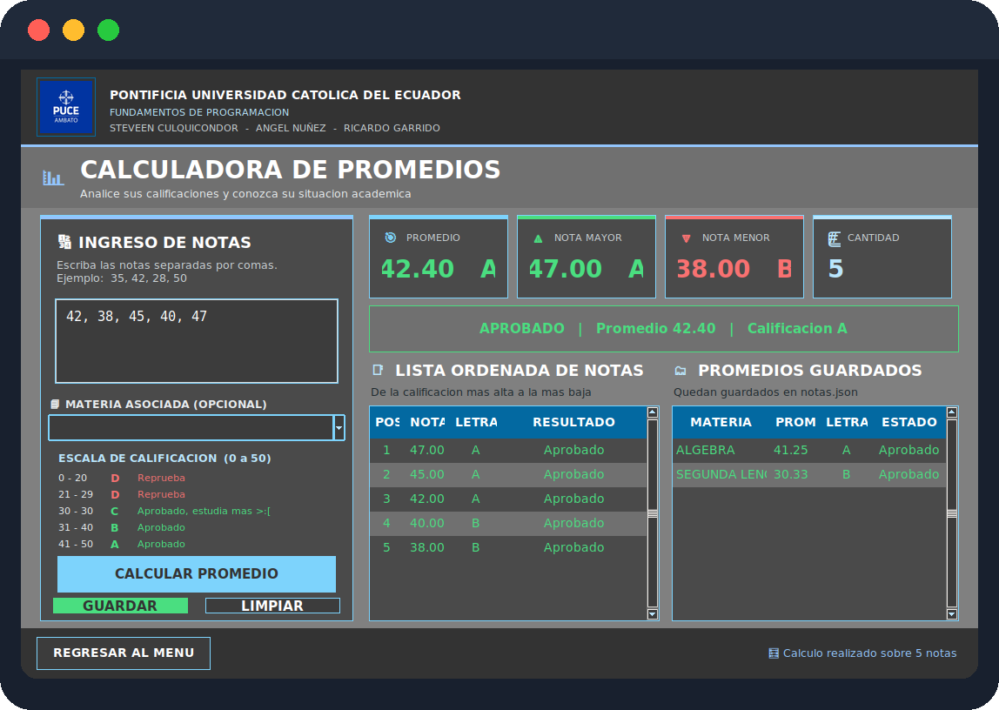 PUCE
AMBATO
PONTIFICIA UNIVERSIDAD CATOLICA DEL ECUADOR
FUNDAMENTOS DE PROGRAMACION
STEVEEN CULQUICONDOR - ANGEL NUÑEZ - RICARDO GARRIDO
CALCULADORA DE PROMEDIOS
Analice sus calificaciones y conozca su situacion academica
INGRESO DE NOTAS
Escriba las notas separadas por comas.
Ejemplo: 35, 42, 28, 50
42, 38, 45, 40, 47
MATERIA ASOCIADA (OPCIONAL)
ESCALA DE CALIFICACION (0 a 50)
0 - 20 D Reprueba
21 - 29 D Reprueba
30 - 30 C Aprobado, estudia mas >:[
31 - 40 B Aprobado
41 - 50 A Aprobado
CALCULAR PROMEDIO
GUARDAR LIMPIAR
PROMEDIO
42.40 A
NOTA MAYOR
47.00 A
NOTA MENOR
38.00 B
CANTIDAD
5
APROBADO | Promedio 42.40 | Calificacion A
LISTA ORDENADA DE NOTAS
De la calificacion mas alta a la mas baja
POS NOTA LETRA RESULTADO
1 47.00 A Aprobado
2 45.00 A Aprobado
3 42.00 A Aprobado
4 40.00 B Aprobado
5 38.00 B Aprobado
PROMEDIOS GUARDADOS
Quedan guardados en notas.json
MATERIA PROM LETRA ESTADO
ALGEBRA 41.25 A Aprobado
SEGUNDA LEN 30.33 B Aprobado
REGRESAR AL MENU
Calculo realizado sobre 5 notas